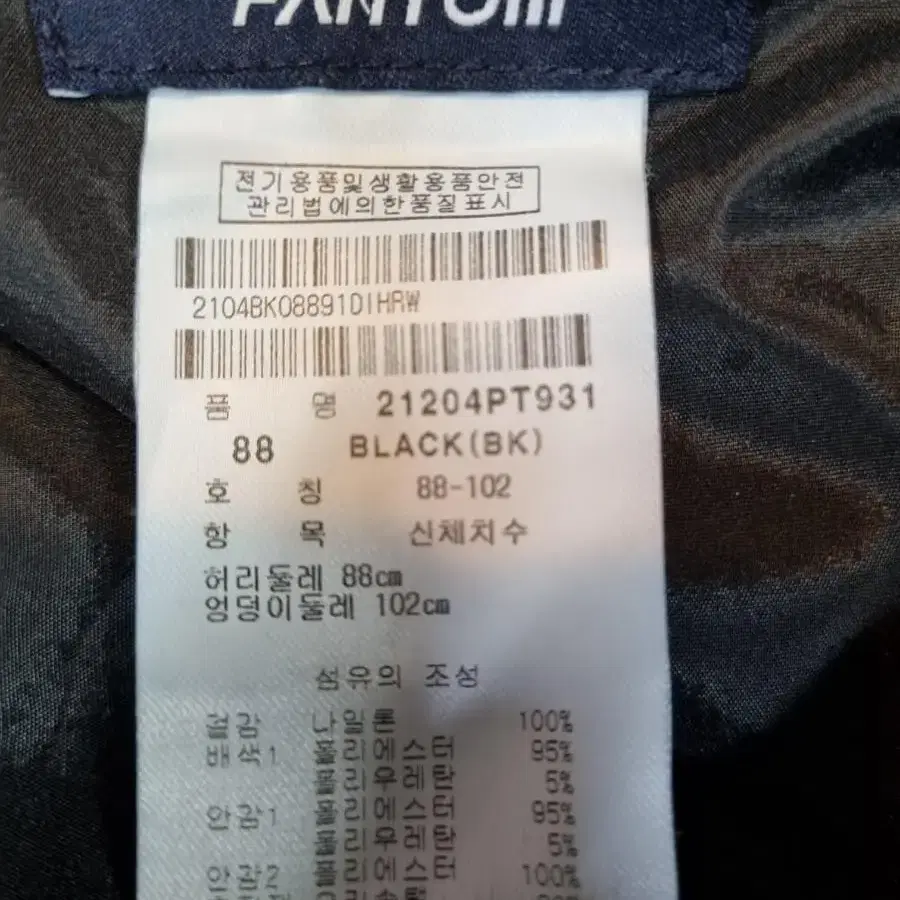 FANTOM
전기용품및생활용품안전
관리법에의한품질표시
2104BK08891DIHRW
품 명 21204PT931
88 BLACK(BK)
호 칭 88-102
항 목 신체치수
허리둘레 88cm
엉덩이둘레 102cm
섬유의 조성
겉감 나일론 100%
배색1 폴리에스터 95%
폴리우레탄 5%
안감1 폴리에스터 95%
폴리우레탄 5%
안감2 폴리에스터 100%